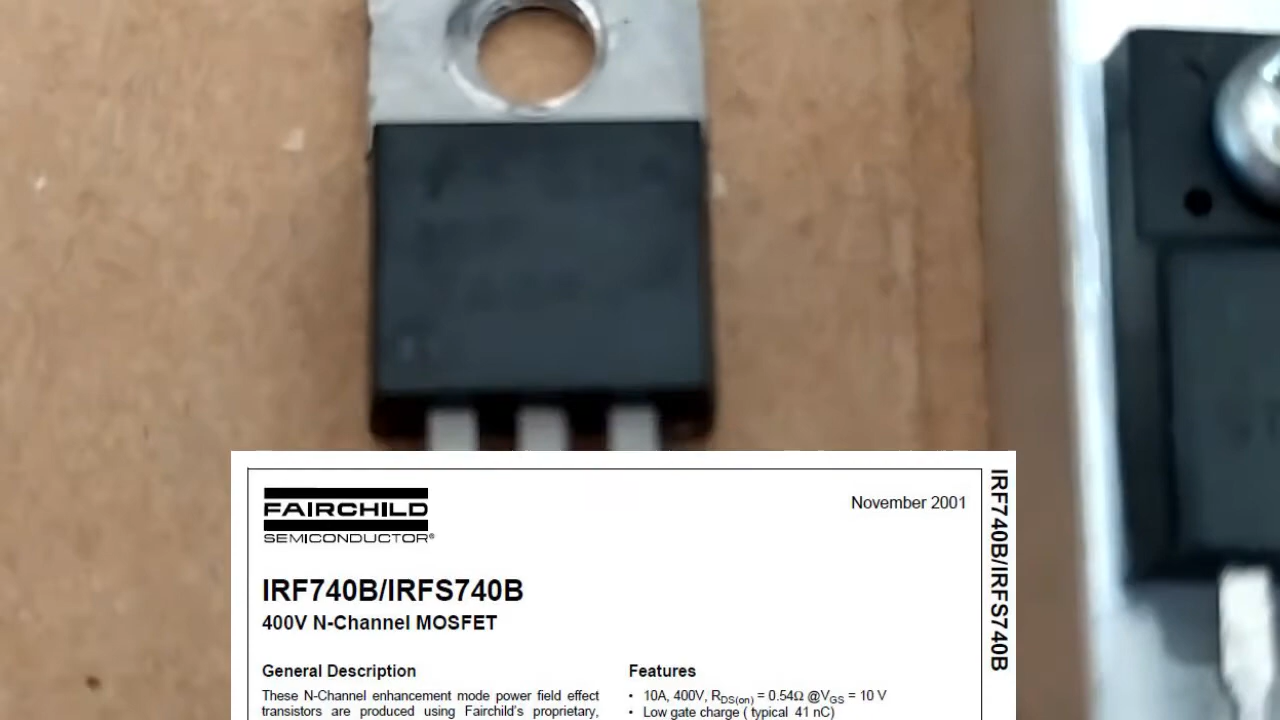 FAIRCHILD
SEMICONDUCTOR®
November 2001
IRF740B/IRFS740B
400V N-Channel MOSFET
General Description
These N-Channel enhancement mode power field effect
transistors are produced using Fairchild's proprietary,
Features
• 10A, 400V, RDS(on) = 0.54Ω @VGS = 10 V
• Low gate charge ( typical 41 nC)
IRF740B/IRFS740B